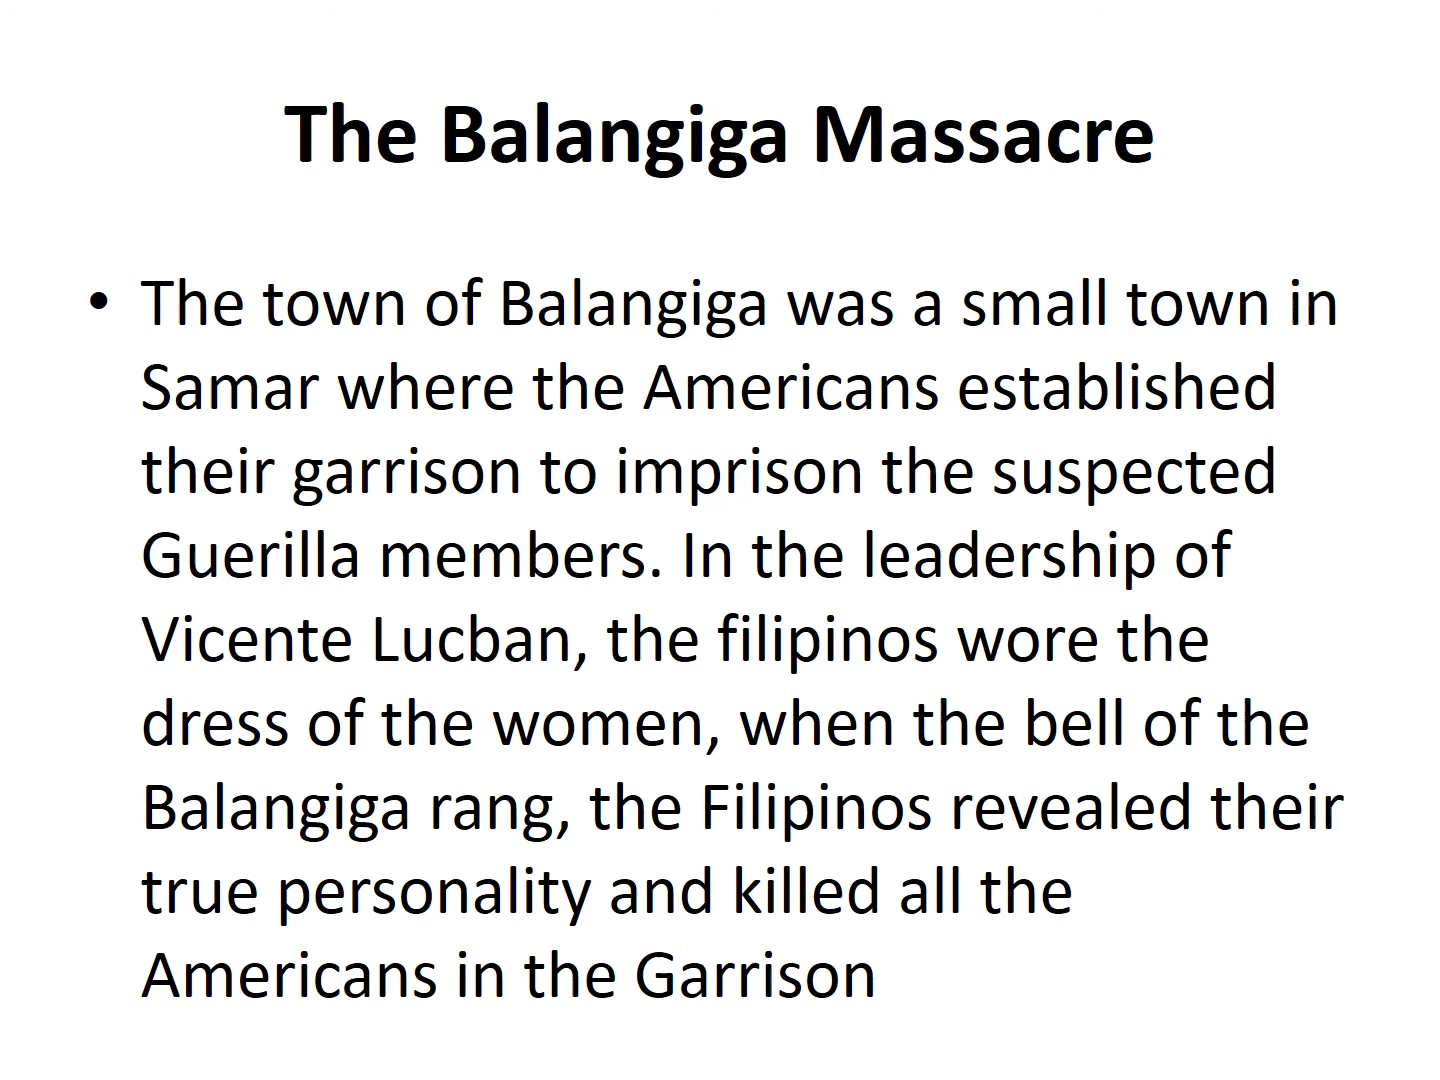 The Balangiga Massacre
• The town of Balangiga was a small town in
Samar where the Americans established
their garrison to imprison the suspected
Guerilla members. In the leadership of
Vicente Lucban, the filipinos wore the
dress of the women, when the bell of the
Balangiga rang, the Filipinos revealed their
true personality and killed all the
Americans in the Garrison